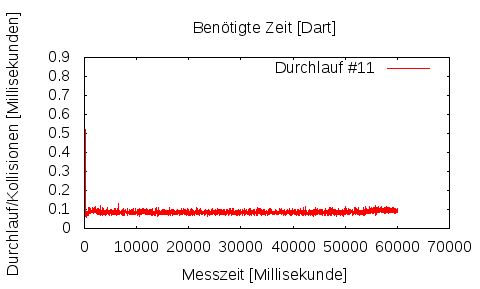 Benötigte Zeit [Dart]
Durchlauf/Kollisionen [Millisekunden]
Durchlauf #11
0.9
0.8
0.7
0.6
0.5
0.4
0.3
0.2
0.1
0
0 10000 20000 30000 40000 50000 60000 70000
Messzeit [Millisekunde]